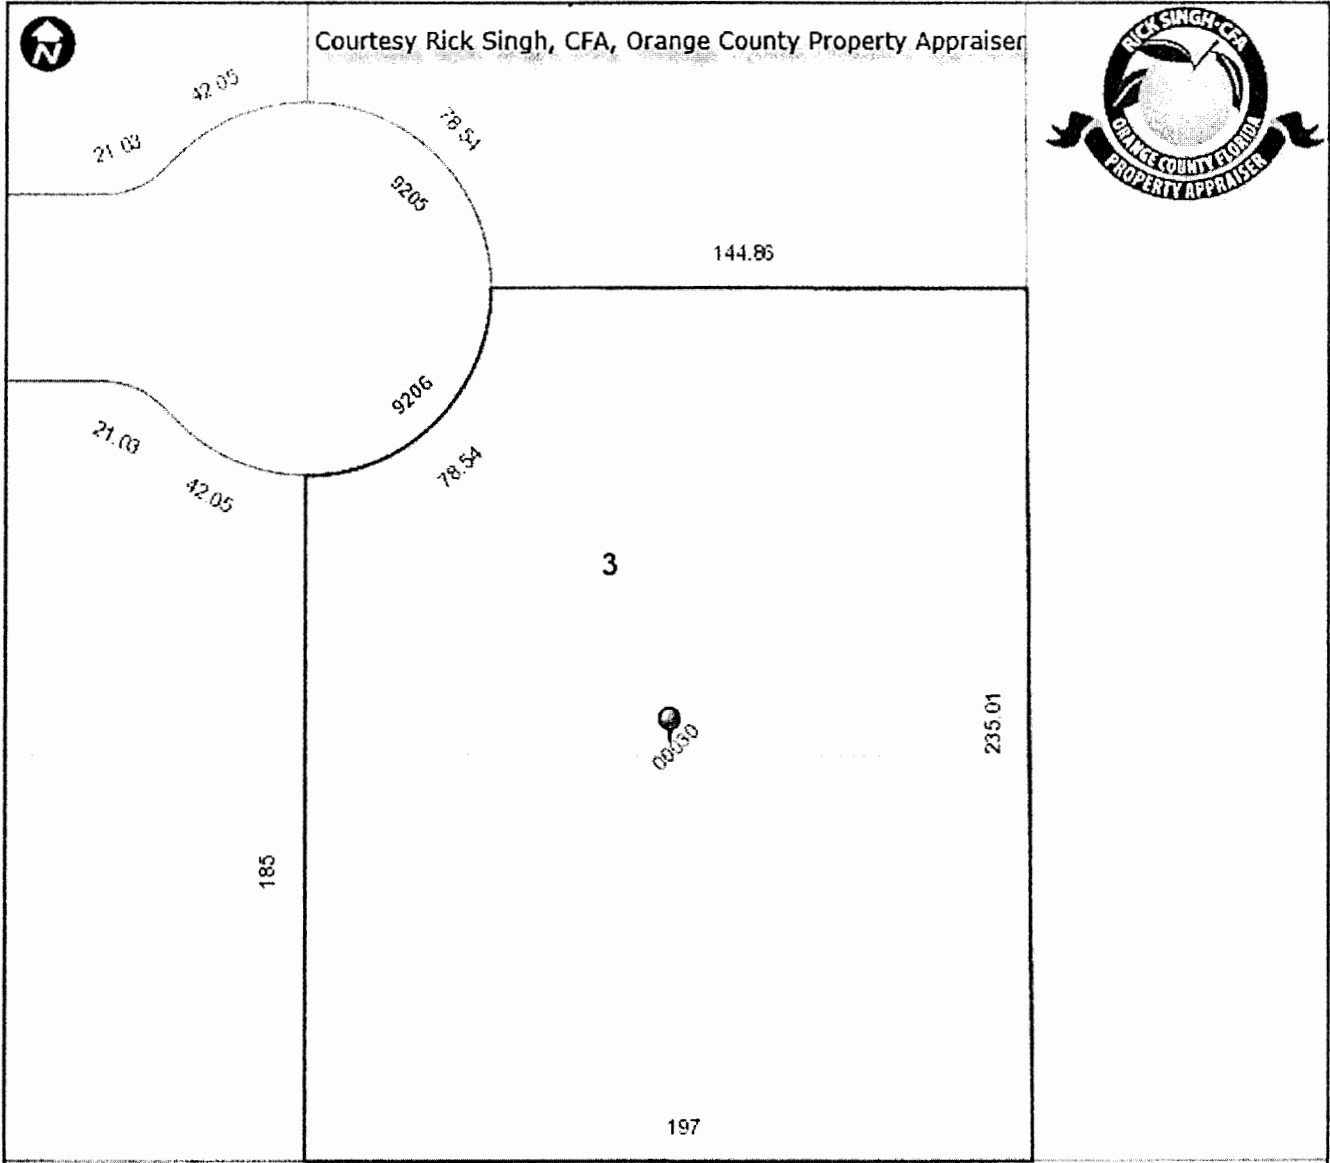 N
Courtesy Rick Singh, CFA, Orange County Property Appraiser
RICK SINGH·CFA
ORANGE COUNTY FLORIDA
PROPERTY APPRAISER
42.05
21.03
78.54
9205
144.86
9206
21.03
42.05
78.54
3
00030
235.01
185
197